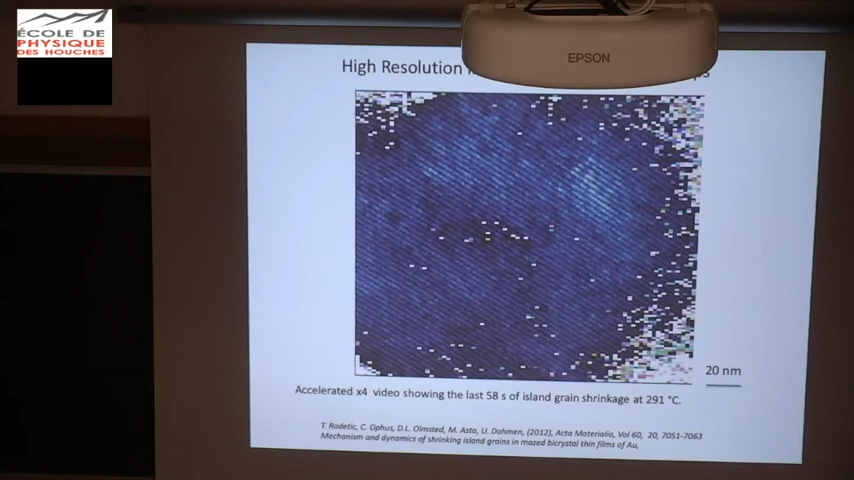 ÉCOLE DE
PHYSIQUE
DES HOUCHES
EPSON
High Resolution
20 nm
Accelerated x4 video showing the last 58 s of island grain shrinkage at 291 °C.
T. Radetic, C. Ophus, D.L. Olmsted, M. Asta, U. Dahmen, (2012), Acta Materialia, Vol 60, 20, 7051-7063
Mechanism and dynamics of shrinking island grains in mazed bicrystal thin films of Au,